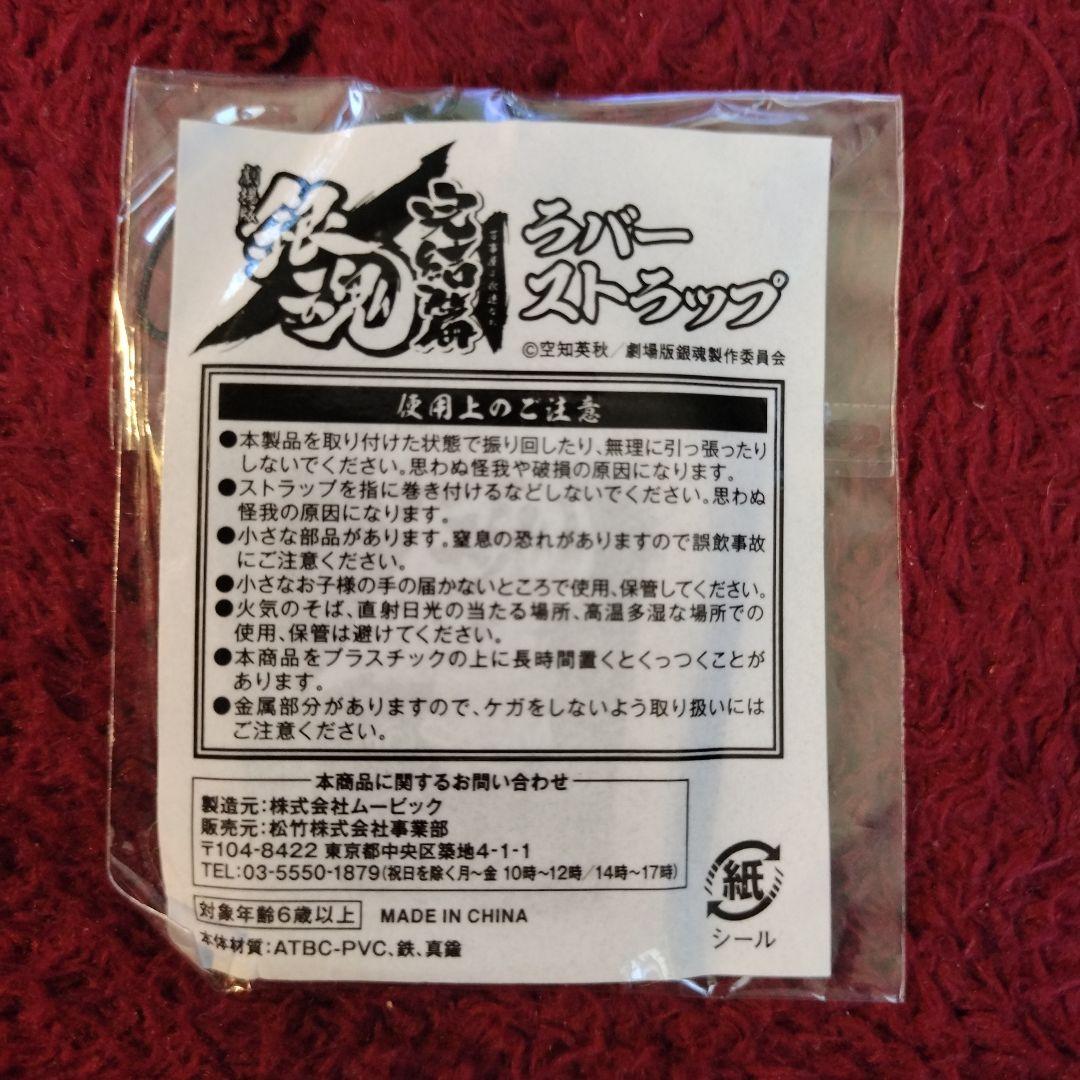 劇場版
銀魂
完結篇
万事屋よ永遠なれ
ラバー
ストラップ
©空知英秋/劇場版銀魂製作委員会
使用上のご注意
●本製品を取り付けた状態で振り回したり、無理に引っ張ったり
しないでください。思わぬ怪我や破損の原因になります。
●ストラップを指に巻き付けるなどしないでください。思わぬ
怪我の原因になります。
●小さな部品があります。窒息の恐れがありますので誤飲事故
にご注意ください。
●小さなお子様の手の届かないところで使用、保管してください。
●火気のそば、直射日光の当たる場所、高温多湿な場所での
使用、保管は避けてください。
●本商品をプラスチックの上に長時間置くとくっつくことが
あります。
●金属部分がありますので、ケガをしないよう取り扱いには
ご注意ください。
本商品に関するお問い合わせ
製造元:株式会社ムービック
販売元:松竹株式会社事業部
〒104-8422 東京都中央区築地4-1-1
TEL:03-5550-1879(祝日を除く月～金 10時～12時/14時～17時)
対象年齢6歳以上 MADE IN CHINA
本体材質:ATBC-PVC、鉄、真鍮
紙
シール